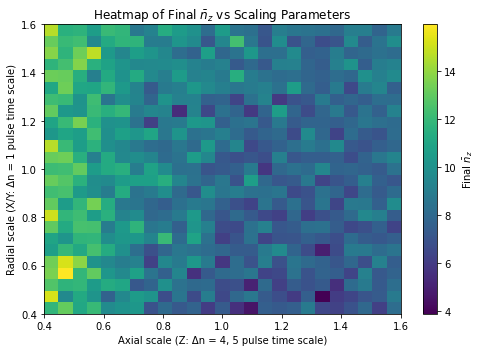 Heatmap of Final n̄z vs Scaling Parameters
Radial scale (X/Y: Δn = 1 pulse time scale)
1.6
1.4
1.2
1.0
0.8
0.6
0.4
0.4 0.6 0.8 1.0 1.2 1.4 1.6
Axial scale (Z: Δn = 4, 5 pulse time scale)
14
12
10
8
6
4
Final n̄z